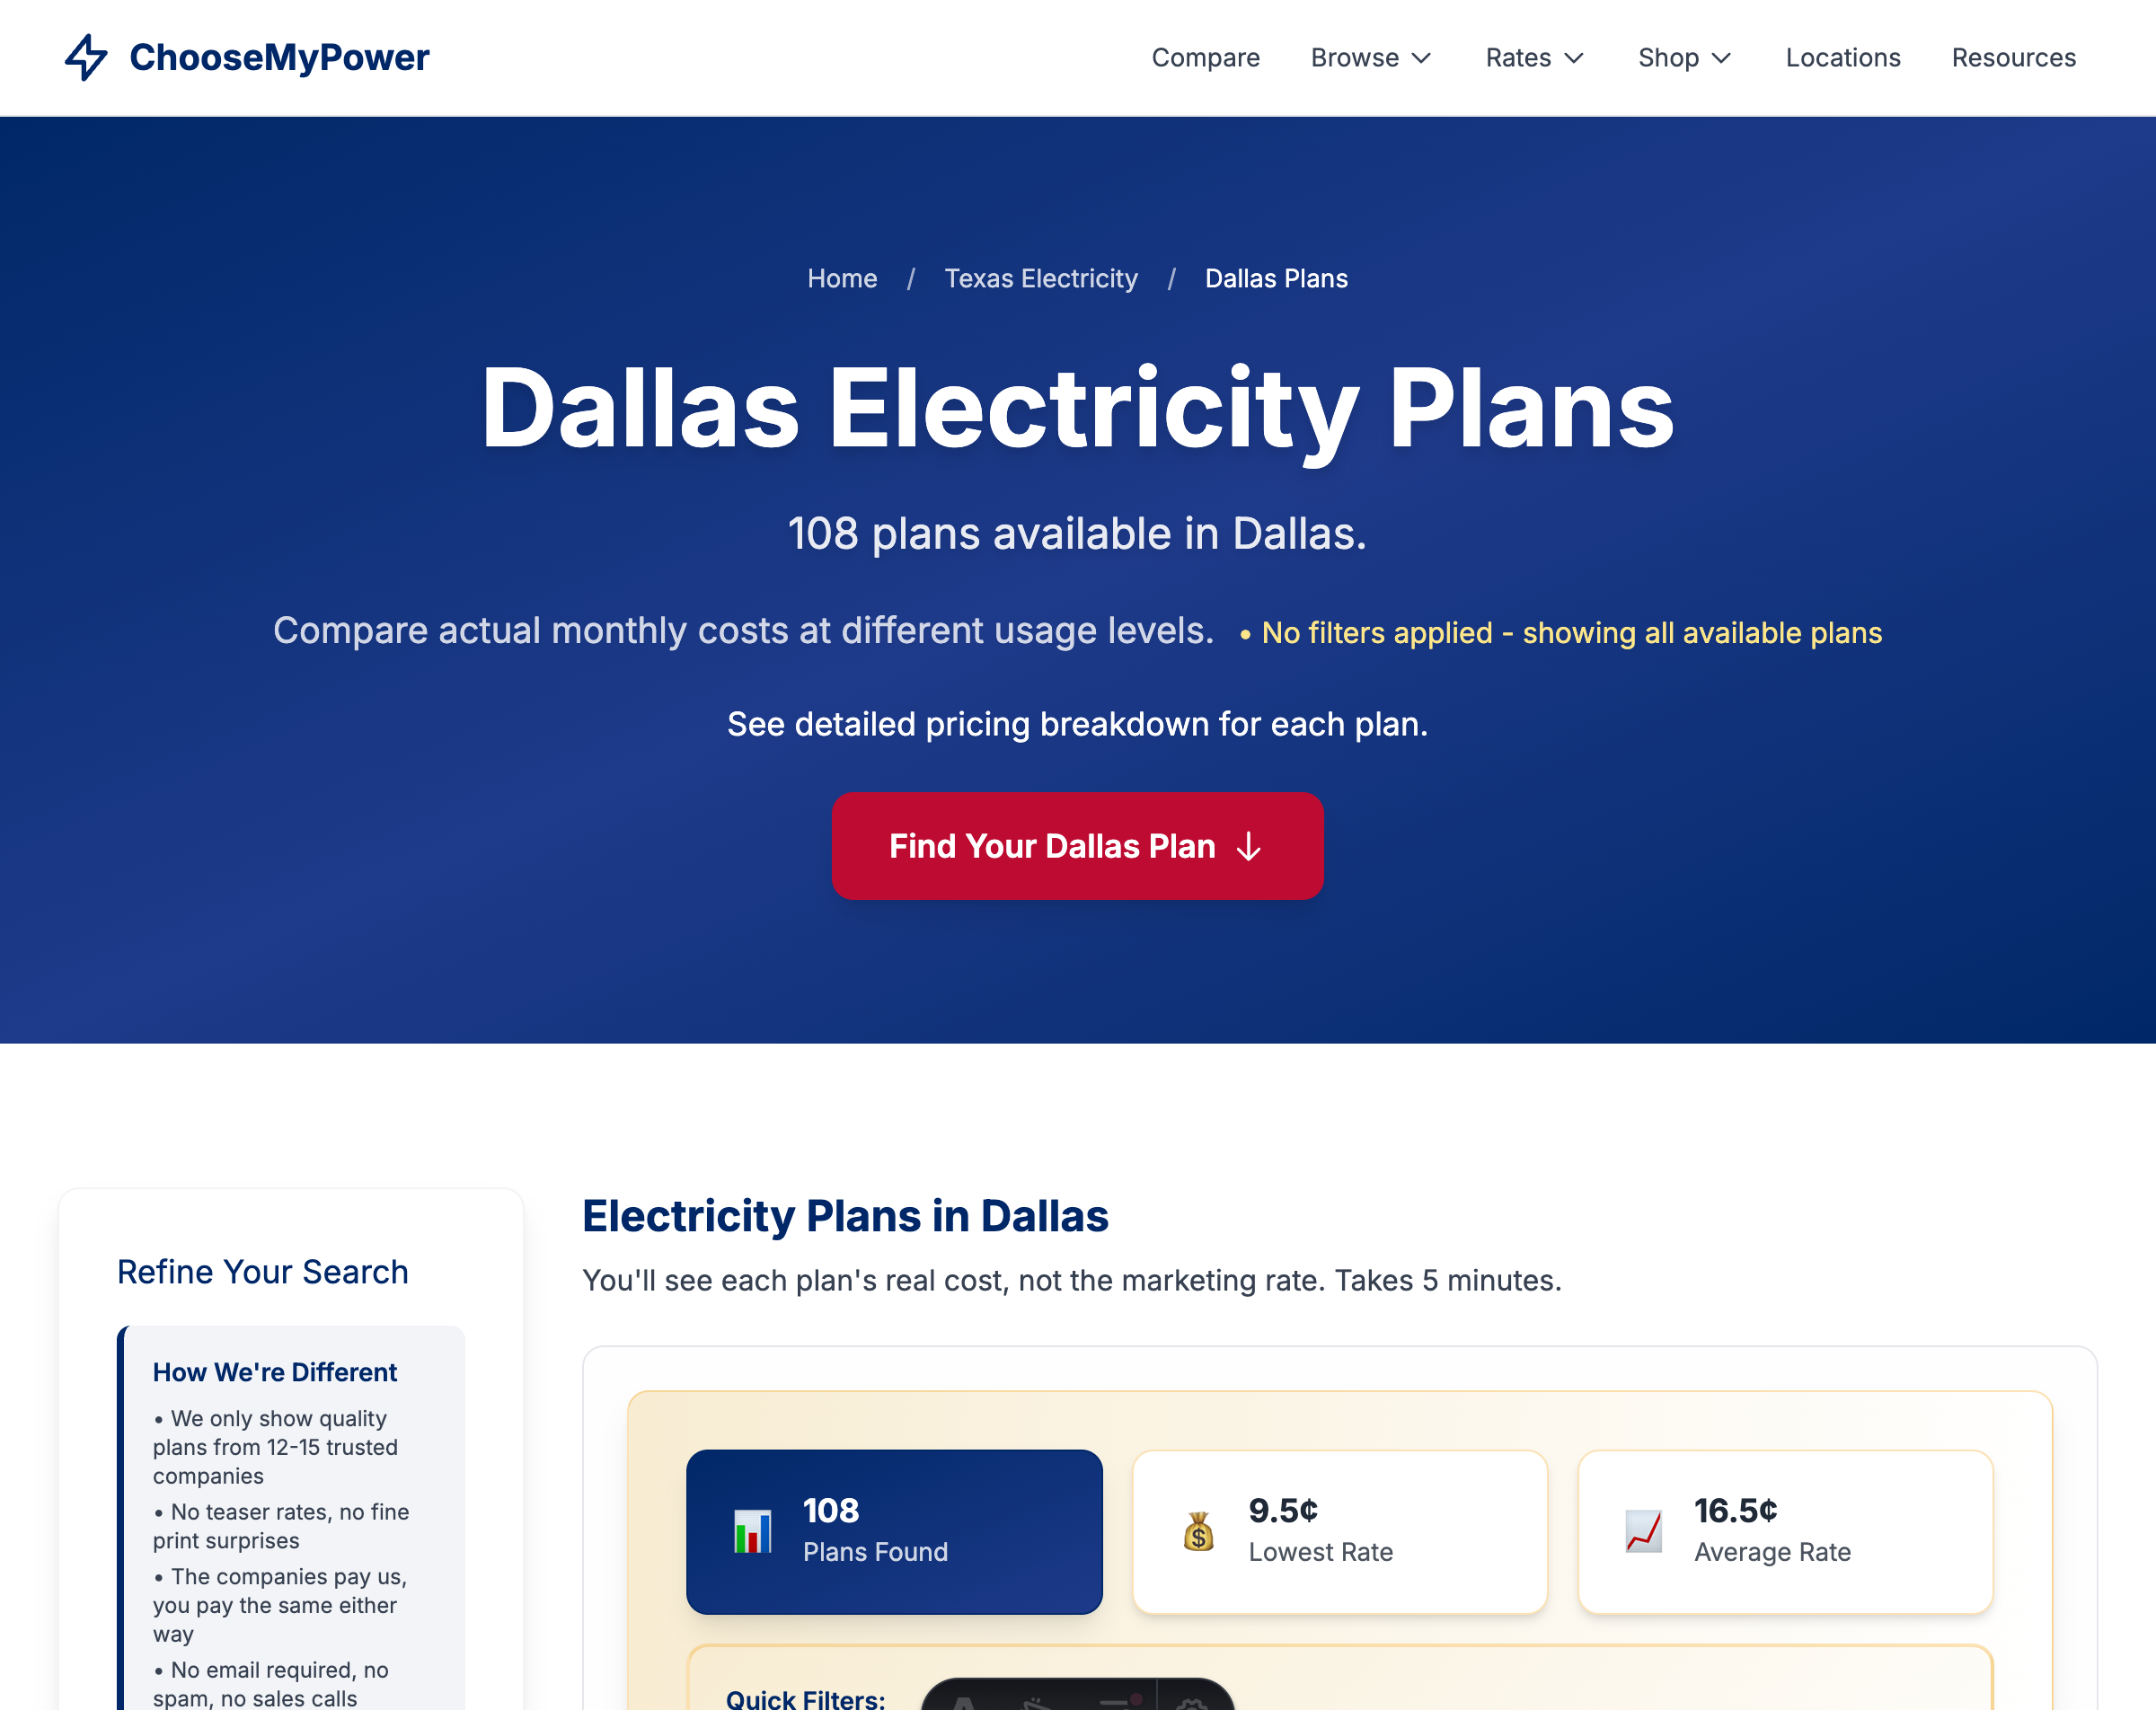 ChooseMyPower
Compare
Browse
Rates
Shop
Locations
Resources
Home / Texas Electricity / Dallas Plans
Dallas Electricity Plans
108 plans available in Dallas.
Compare actual monthly costs at different usage levels. • No filters applied - showing all available plans
See detailed pricing breakdown for each plan.
Find Your Dallas Plan ↓
Refine Your Search
How We're Different
• We only show quality
plans from 12-15 trusted
companies
• No teaser rates, no fine
print surprises
• The companies pay us,
you pay the same either
way
• No email required, no
spam, no sales calls
Electricity Plans in Dallas
You'll see each plan's real cost, not the marketing rate. Takes 5 minutes.
108
Plans Found
9.5¢
Lowest Rate
16.5¢
Average Rate
Quick Filters: